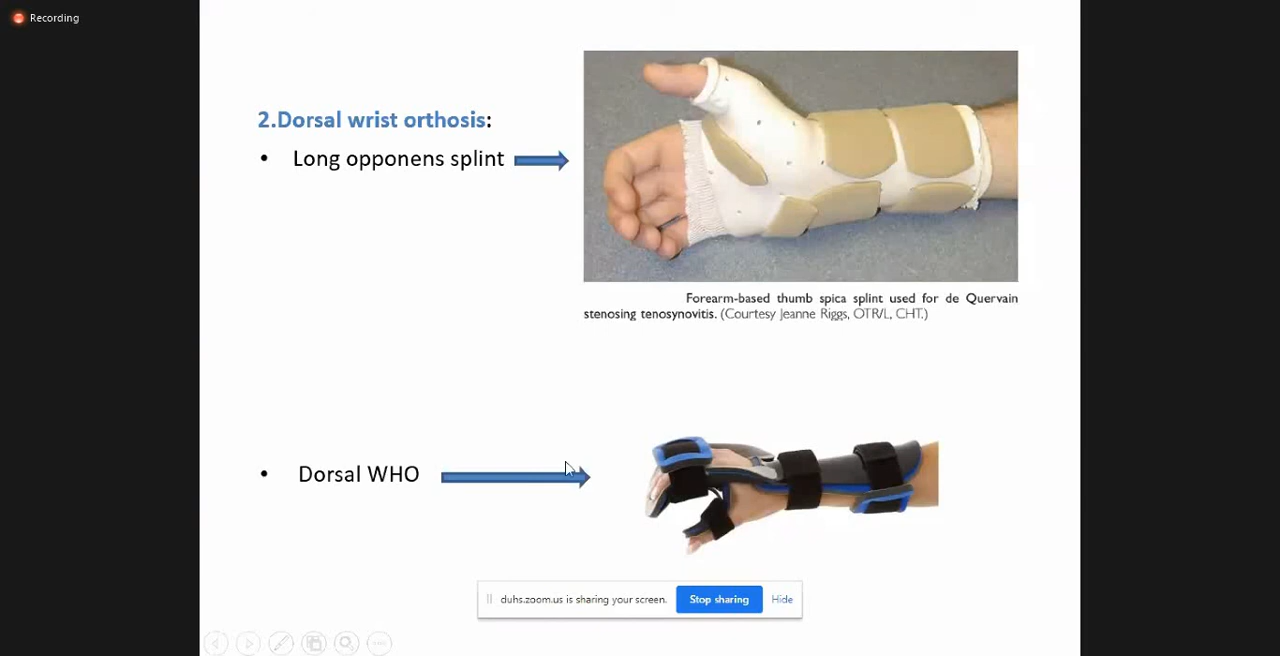 Recording
2.Dorsal wrist orthosis:
• Long opponens splint
Forearm-based thumb spica splint used for de Quervain
stenosing tenosynovitis. (Courtesy Jeanne Riggs, OTR/L, CHT.)
• Dorsal WHO
duhs.zoom.us is sharing your screen. Stop sharing Hide